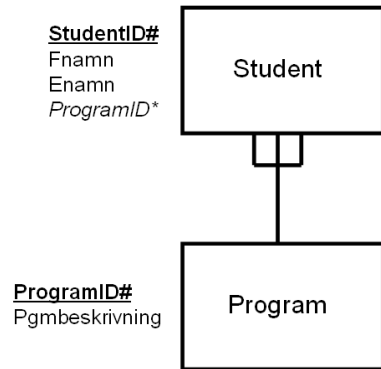 StudentID#
Fnamn
Enamn
ProgramID*
Student
ProgramID#
Pgmbeskrivning
Program